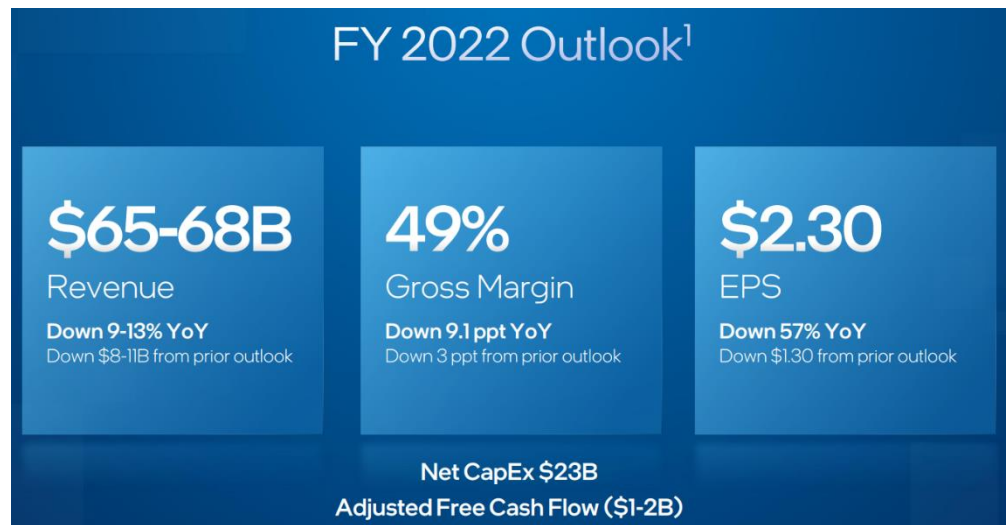 FY 2022 Outlook¹
$65-68B
Revenue
Down 9-13% YoY
Down $8-11B from prior outlook
49%
Gross Margin
Down 9.1 ppt YoY
Down 3 ppt from prior outlook
$2.30
EPS
Down 57% YoY
Down $1.30 from prior outlook
Net CapEx $23B
Adjusted Free Cash Flow ($1-2B)